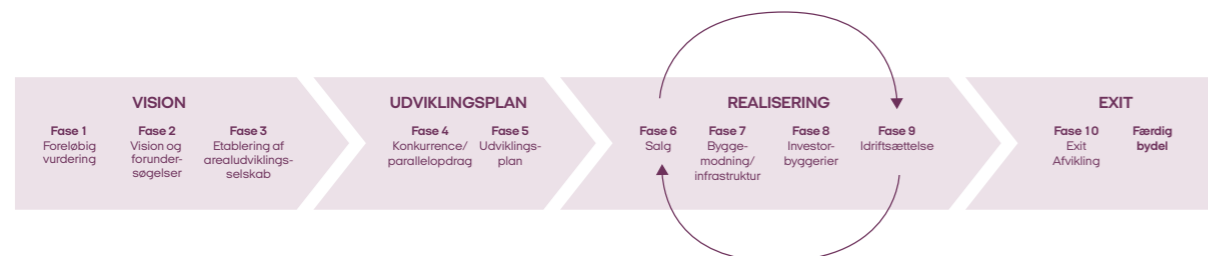 VISION
Fase 1
Foreløbig
vurdering
Fase 2
Vision og
forunder-
søgelser
Fase 3
Etablering af
arealudviklings-
selskab
UDVIKLINGSPLAN
Fase 4
Konkurrence/
parallelopdrag
Fase 5
Udviklings-
plan
REALISERING
Fase 6
Salg
Fase 7
Bygge-
modning/
infrastruktur
Fase 8
Investor-
byggerier
Fase 9
Idriftsættelse
EXIT
Fase 10
Exit
Afvikling
Færdig
bydel